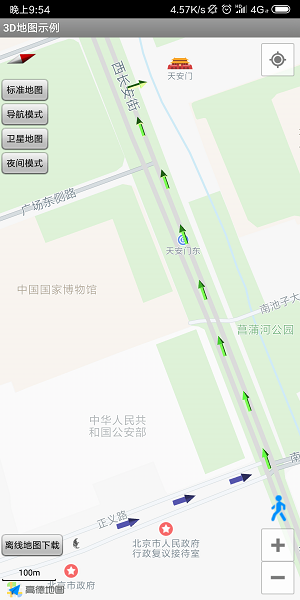 晚上9:54
4.57K/s
4G
3D地图示例
标准地图
导航模式
卫星地图
夜间模式
天安门
西长安街
广场东侧路
天安门东
中国国家博物馆
南池子大
菖蒲河公园
中华人民共
和国公安部
南
正义路
北京市人民政府
行政复议接待室
离线地图下载
100m
北京市政府
高德地图